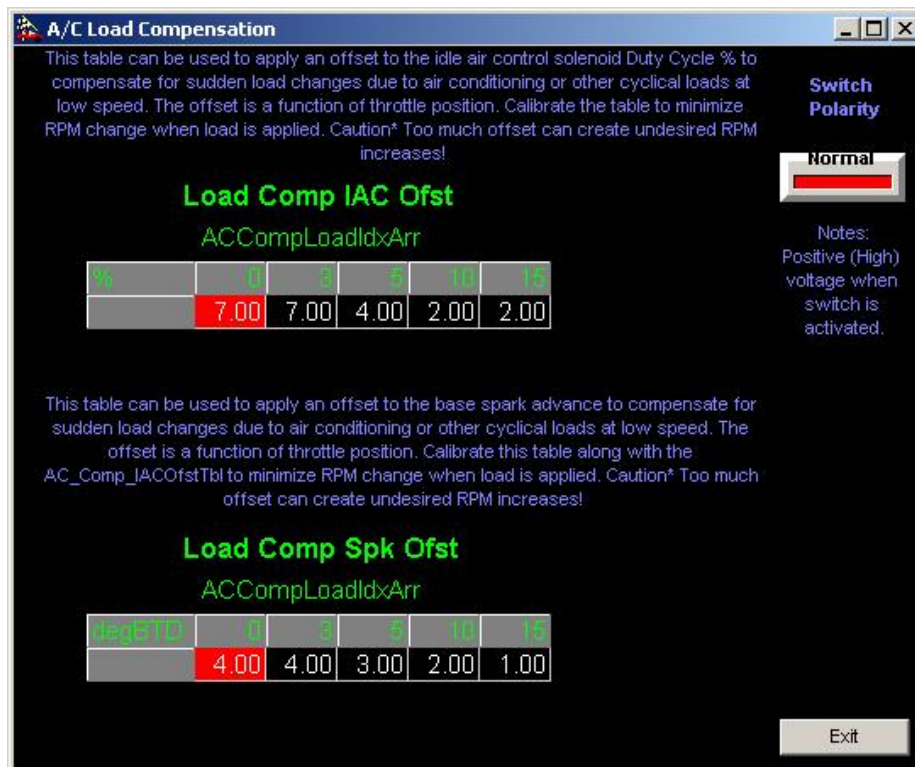 A/C Load Compensation
This table can be used to apply an offset to the idle air control solenoid Duty Cycle % to
compensate for sudden load changes due to air conditioning or other cyclical loads at
low speed. The offset is a function of throttle position. Calibrate the table to minimize
RPM change when load is applied. Caution* Too much offset can create undesired RPM
increases!
Switch
Polarity
Normal
Notes:
Positive (High)
voltage when
switch is
activated.
Load Comp IAC Ofst
ACCompLoadIdxArr
% 0 3 5 10 15
7.00 7.00 4.00 2.00 2.00
This table can be used to apply an offset to the base spark advance to compensate for
sudden load changes due to air conditioning or other cyclical loads at low speed. The
offset is a function of throttle position. Calibrate this table along with the
AC_Comp_IACOfstTbl to minimize RPM change when load is applied. Caution* Too much
offset can create undesired RPM increases!
Load Comp Spk Ofst
ACCompLoadIdxArr
degBTD 0 3 5 10 15
4.00 4.00 3.00 2.00 1.00
Exit